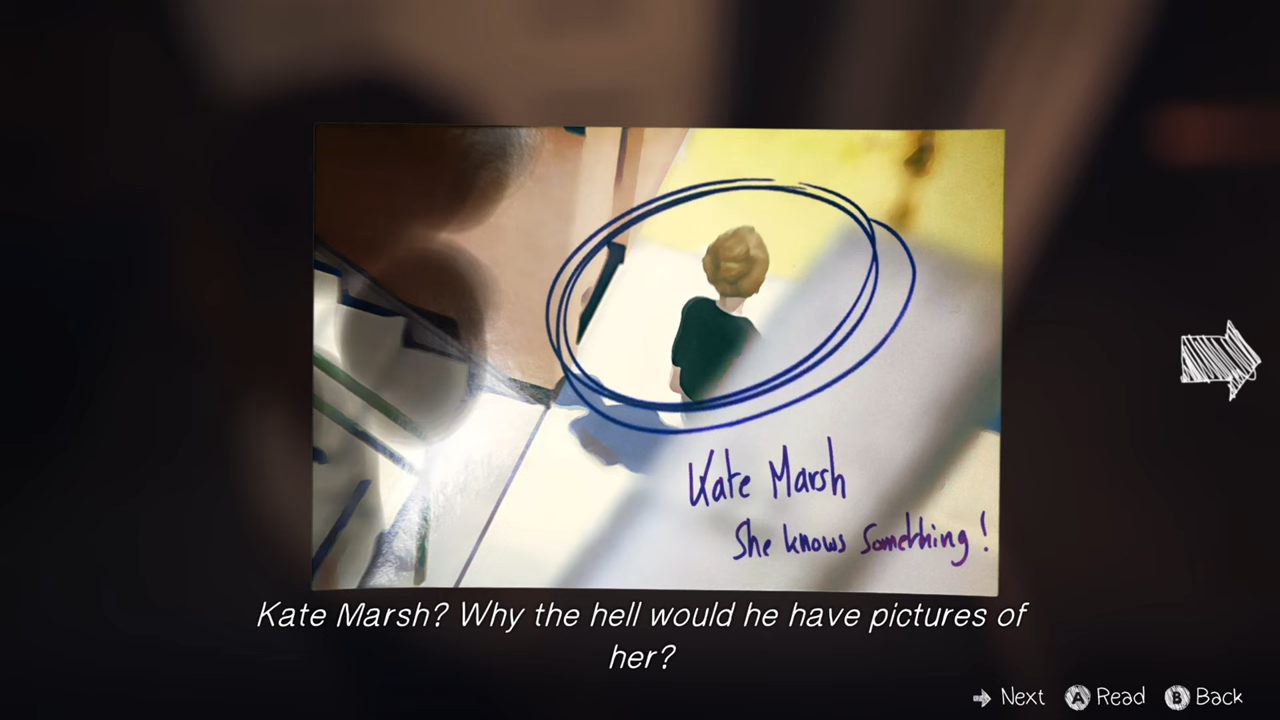 Kate Marsh
She knows something!
Kate Marsh? Why the hell would he have pictures of
her?
Next A Read B Back